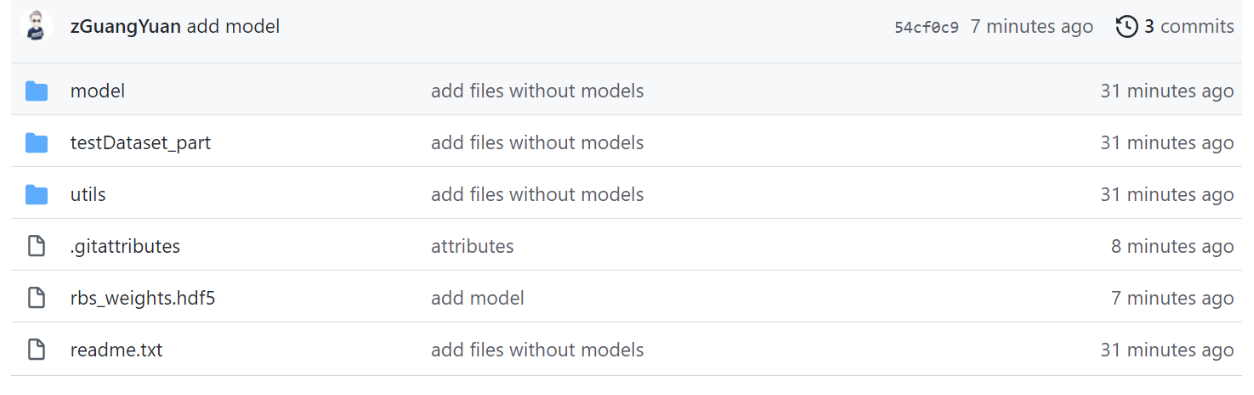 zGuangYuan add model 54cf0c9 7 minutes ago 3 commits
model add files without models 31 minutes ago
testDataset_part add files without models 31 minutes ago
utils add files without models 31 minutes ago
.gitattributes attributes 8 minutes ago
rbs_weights.hdf5 add model 7 minutes ago
readme.txt add files without models 31 minutes ago